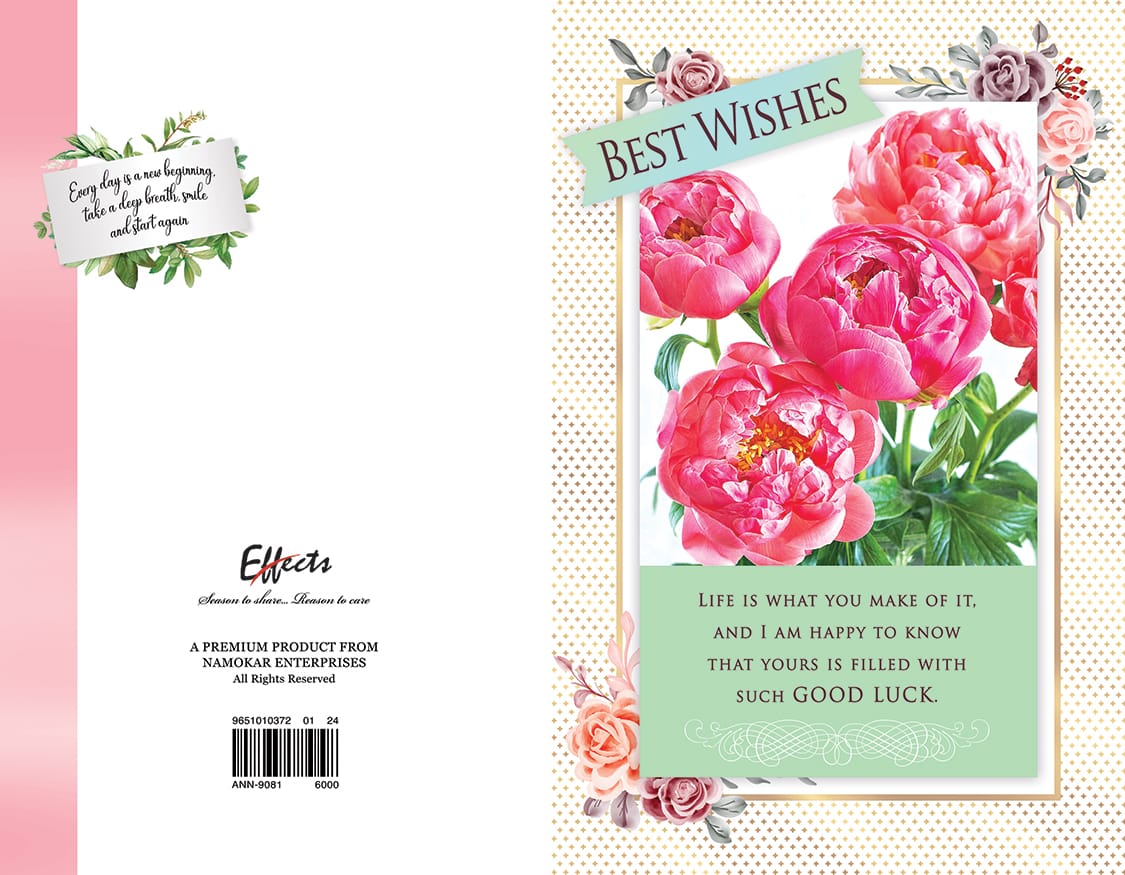 Every day is a new beginning,
take a deep breath, smile
and start again
Effects
Season to share... Reason to care
A PREMIUM PRODUCT FROM
NAMOKAR ENTERPRISES
All Rights Reserved
9651010372 01 24
ANN-9081 6000
BEST WISHES
LIFE IS WHAT YOU MAKE OF IT,
AND I AM HAPPY TO KNOW
THAT YOURS IS FILLED WITH
SUCH GOOD LUCK.